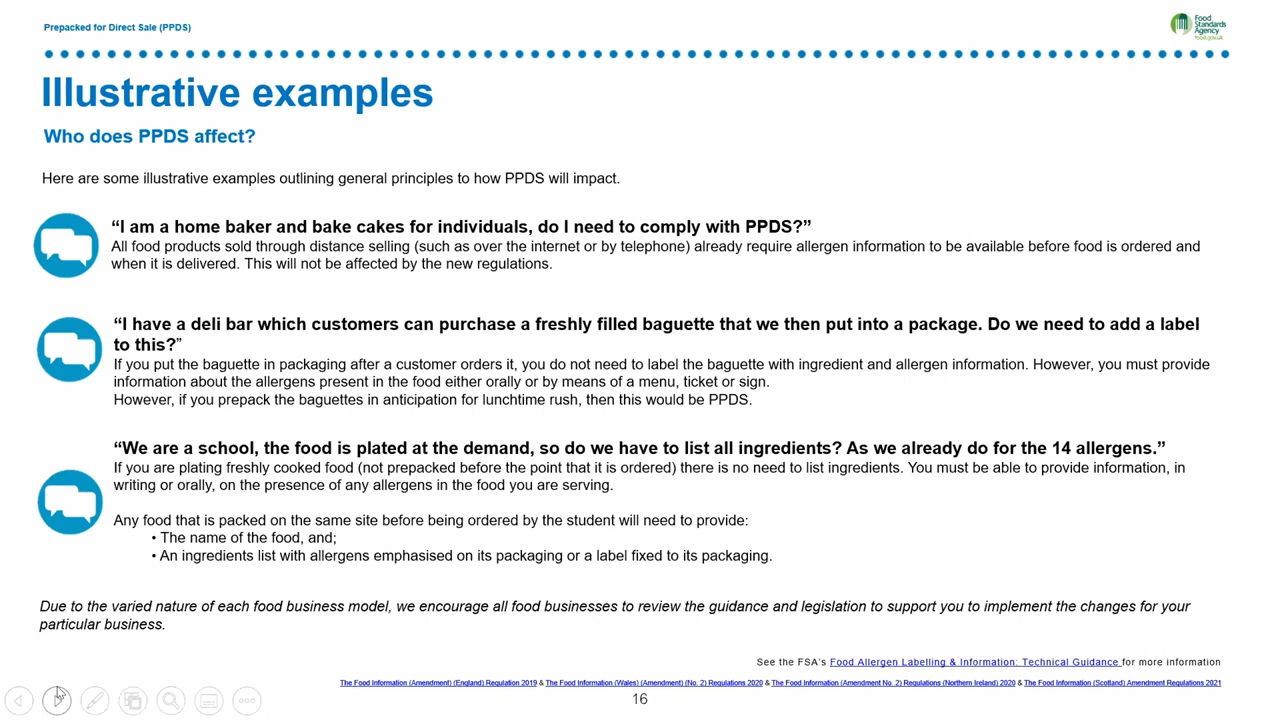 Prepacked for Direct Sale (PPDS)
Food
Standards
Agency
food.gov.uk
Illustrative examples
Who does PPDS affect?
Here are some illustrative examples outlining general principles to how PPDS will impact.
“I am a home baker and bake cakes for individuals, do I need to comply with PPDS?”
All food products sold through distance selling (such as over the internet or by telephone) already require allergen information to be available before food is ordered and
when it is delivered. This will not be affected by the new regulations.
“I have a deli bar which customers can purchase a freshly filled baguette that we then put into a package. Do we need to add a label
to this?”
If you put the baguette in packaging after a customer orders it, you do not need to label the baguette with ingredient and allergen information. However, you must provide
information about the allergens present in the food either orally or by means of a menu, ticket or sign.
However, if you prepack the baguettes in anticipation for lunchtime rush, then this would be PPDS.
“We are a school, the food is plated at the demand, so do we have to list all ingredients? As we already do for the 14 allergens.”
If you are plating freshly cooked food (not prepacked before the point that it is ordered) there is no need to list ingredients. You must be able to provide information, in
writing or orally, on the presence of any allergens in the food you are serving.
Any food that is packed on the same site before being ordered by the student will need to provide:
• The name of the food, and;
• An ingredients list with allergens emphasised on its packaging or a label fixed to its packaging.
Due to the varied nature of each food business model, we encourage all food businesses to review the guidance and legislation to support you to implement the changes for your
particular business.
See the FSA’s Food Allergen Labelling & Information: Technical Guidance for more information
The Food Information (Amendment) (England) Regulation 2019 & The Food Information (Wales) (Amendment) (No. 2) Regulations 2020 & The Food Information (Amendment No. 2) Regulations (Northern Ireland) 2020 & The Food Information (Scotland) Amendment Regulations 2021
16